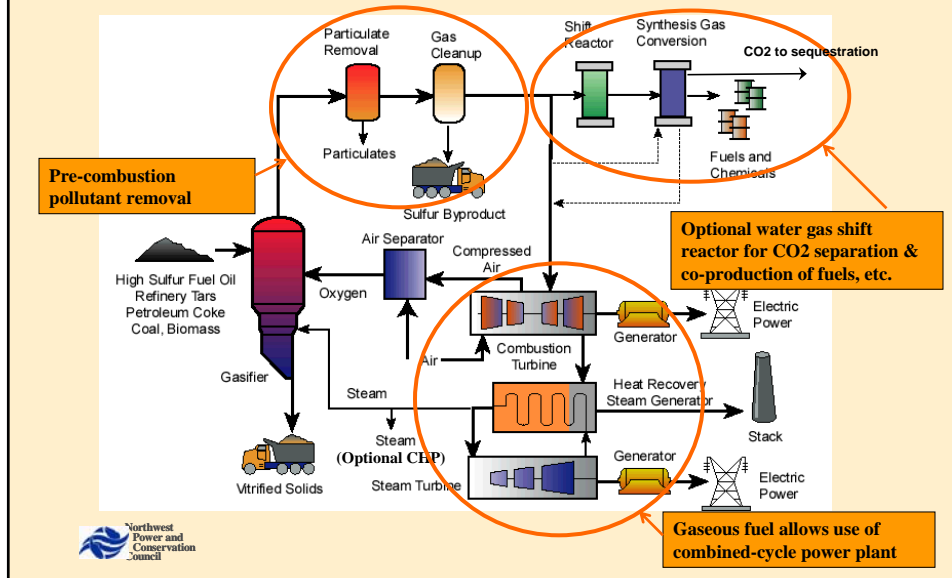 Particulate
Removal
Gas
Cleanup
Shift
Reactor
Synthesis Gas
Conversion
CO2 to sequestration
Particulates
Fuels and
Chemicals
Pre-combustion
pollutant removal
Sulfur Byproduct
Optional water gas shift
reactor for CO2 separation &
co-production of fuels, etc.
Air Separator
Compressed
Air
High Sulfur Fuel Oil
Refinery Tars
Petroleum Coke
Coal, Biomass
Oxygen
Electric
Power
Generator
Air
Combustion
Turbine
Gasifier
Steam
Heat Recovery
Steam Generator
Stack
Steam
(Optional CHP)
Steam Turbine
Generator
Electric
Power
Vitrified Solids
Gaseous fuel allows use of
combined-cycle power plant
Northwest
Power and
Conservation
Council